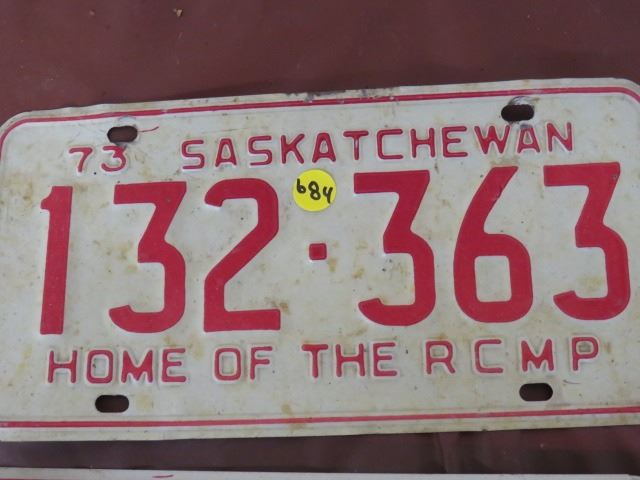 73 SASKATCHEWAN
684
132·363
HOME OF THE RCMP